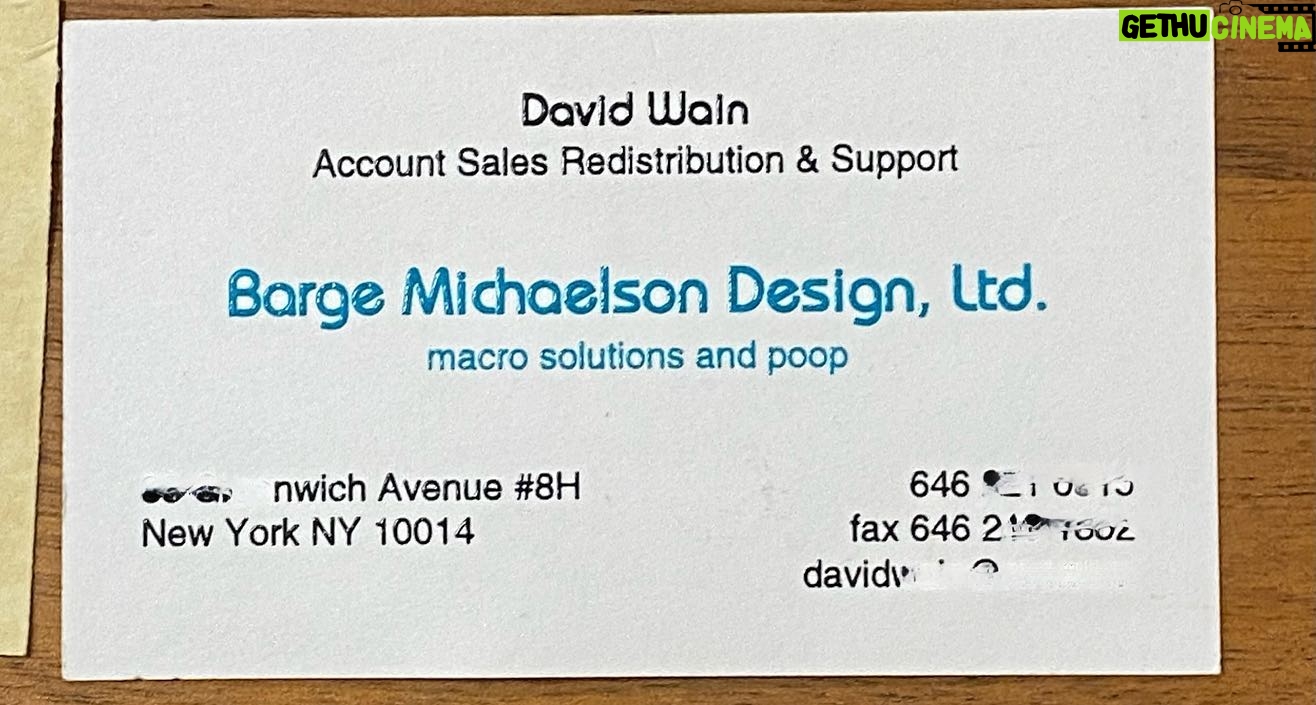 GETHU CINEMA
David Wain
Account Sales Redistribution & Support
Barge Michaelson Design, Ltd.
macro solutions and poop
nwich Avenue #8H
New York NY 10014
646
fax 646 2